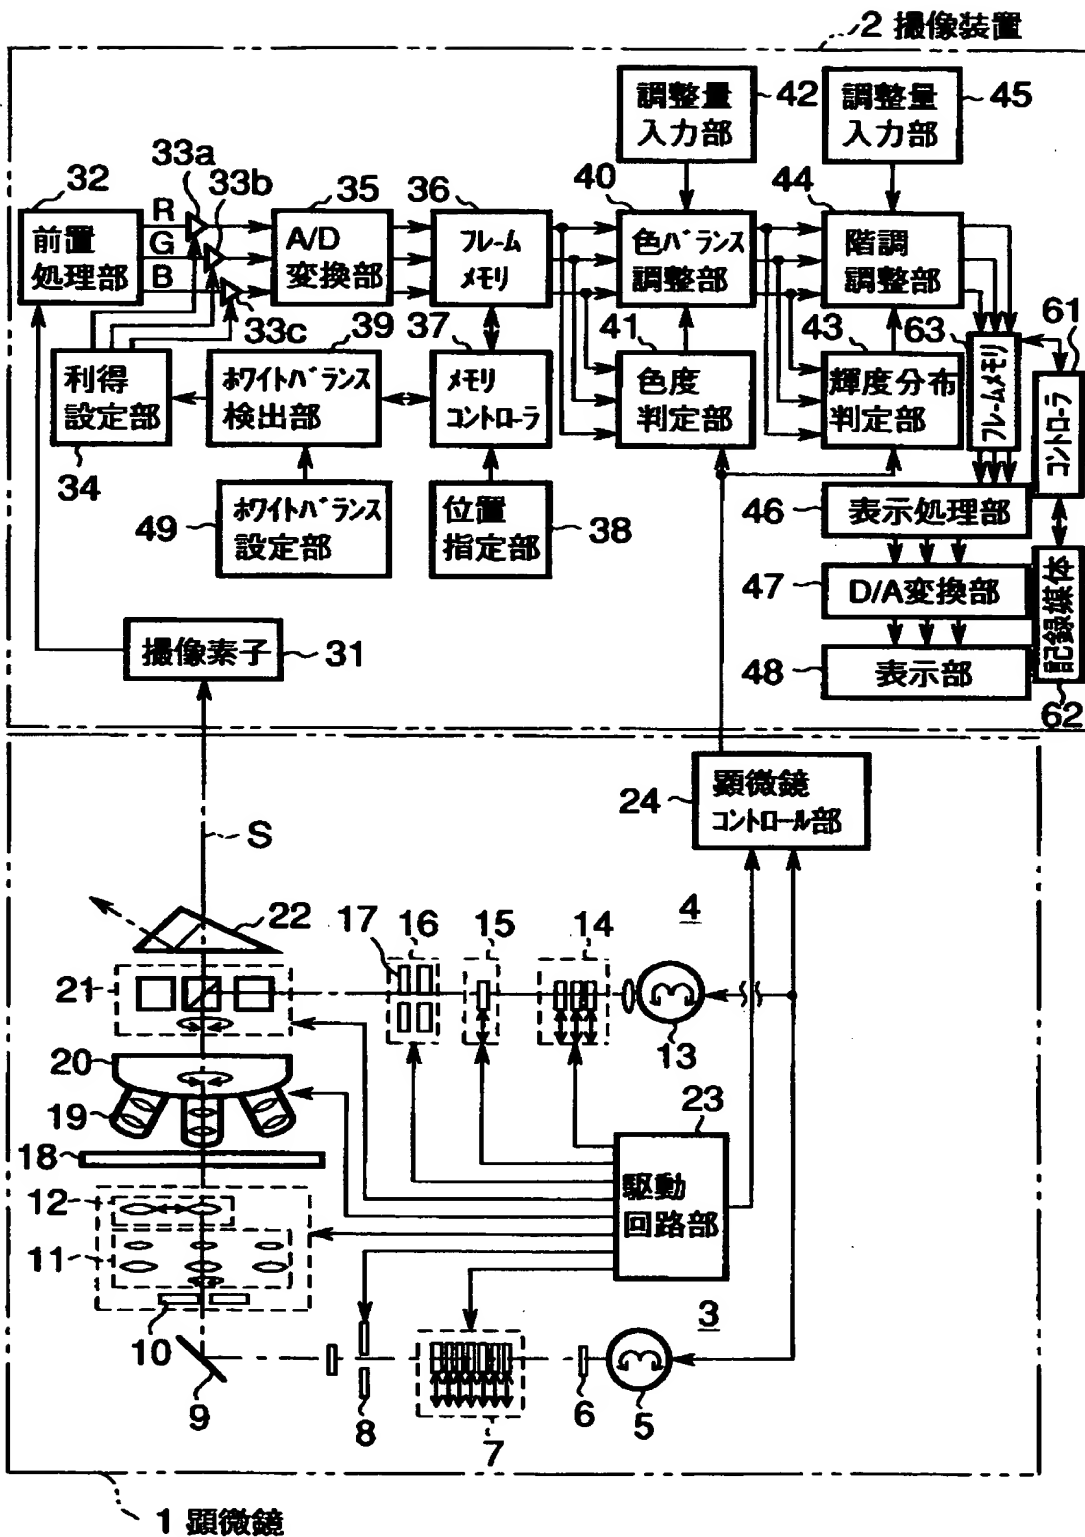 2 撮像装置
調整量
入力部
42
調整量
入力部
45
32
33a
33b
35
36
40
44
前置
処理部
R
G
B
A/D
変換部
フレーム
メモリ
色バランス
調整部
階調
調整部
33c
39
37
41
43
63
61
利得
設定部
34
ホワイトバランス
検出部
メモリ
コントローラ
色度
判定部
輝度分布
判定部
フレームメモリ
コントローラ
49
ホワイトバランス
設定部
位置
指定部
38
46
表示処理部
47
D/A変換部
48
表示部
記録媒体
62
撮像素子
31
24
顕微鏡
コントロール部
S
22
17
16
15
14
4
21
13
20
19
23
18
駆動
回路部
12
11
10
3
9
8
7
6
5
1 顕微鏡